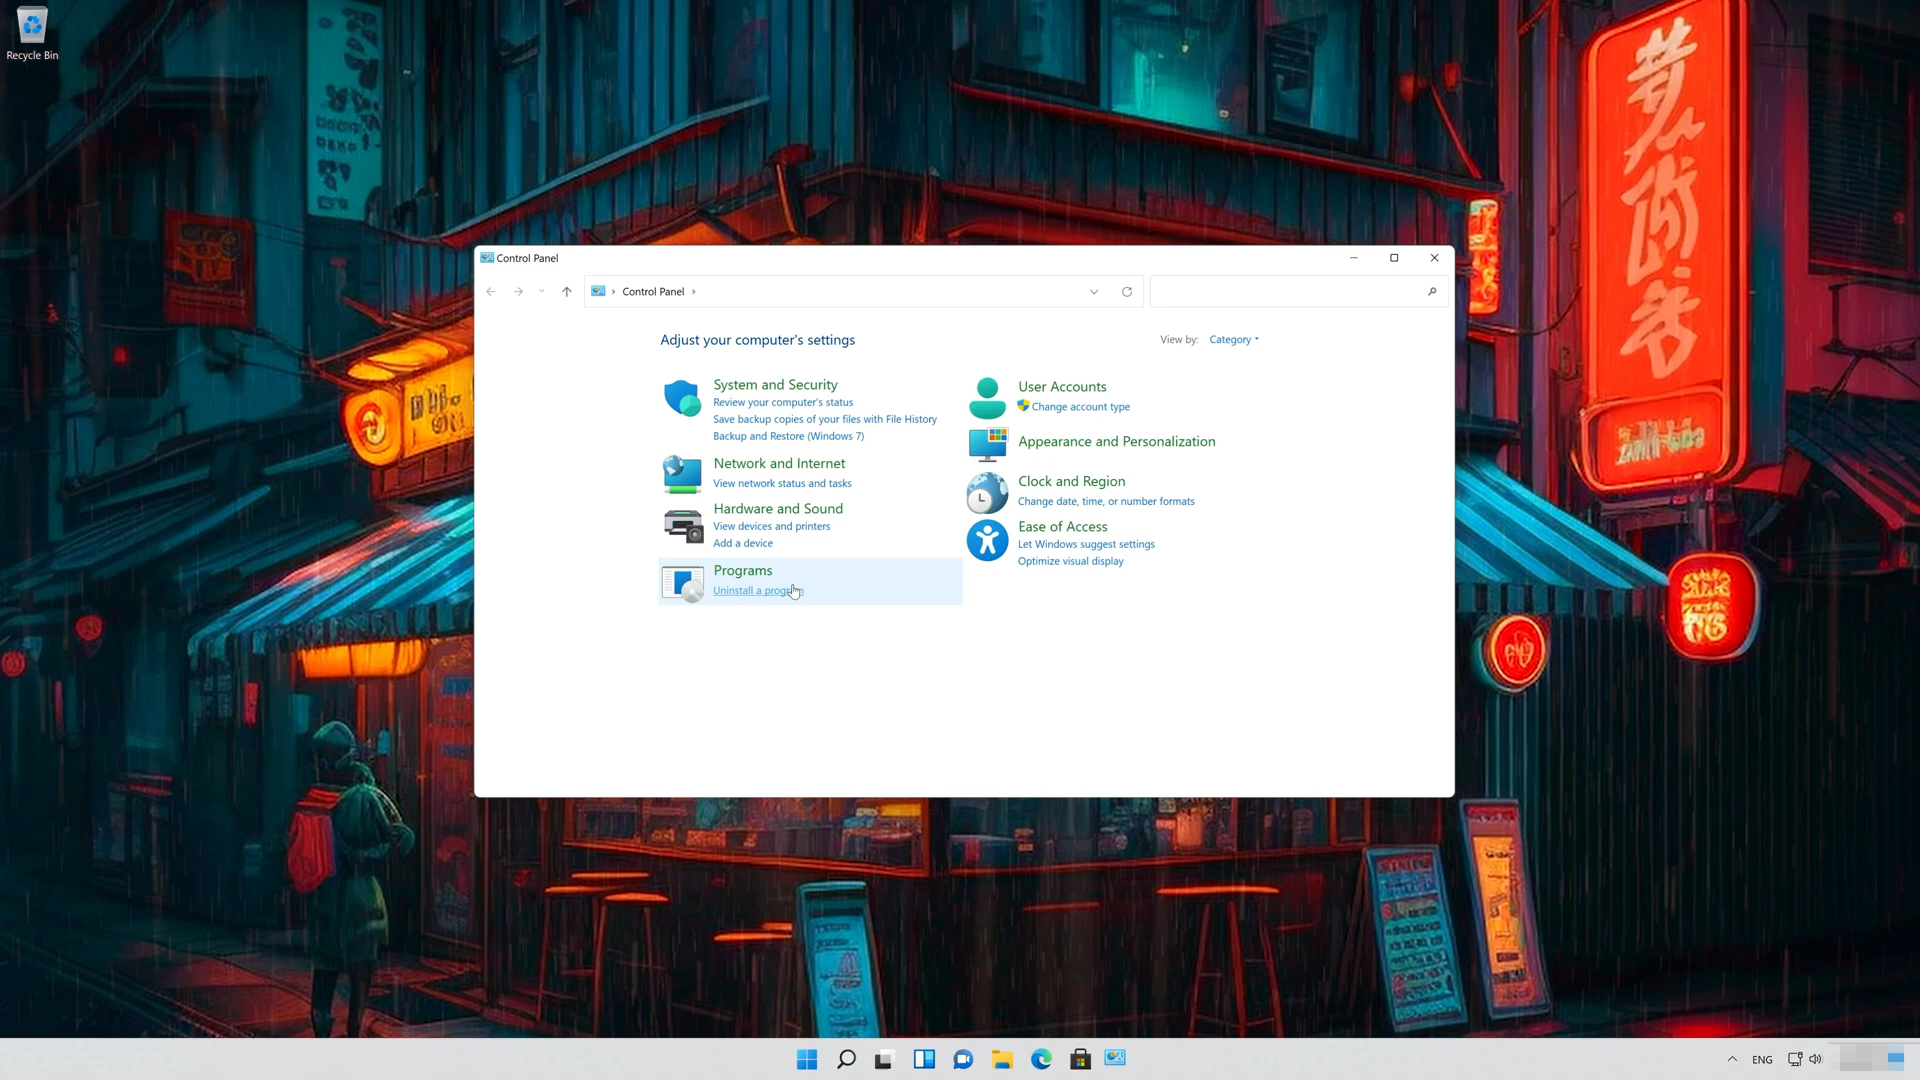 Recycle Bin
Control Panel
Control Panel
Adjust your computer's settings
View by:
Category
System and Security
Review your computer's status
Save backup copies of your files with File History
Backup and Restore (Windows 7)
Network and Internet
View network status and tasks
Hardware and Sound
View devices and printers
Add a device
Programs
Uninstall a program
User Accounts
Change account type
Appearance and Personalization
Clock and Region
Change date, time, or number formats
Ease of Access
Let Windows suggest settings
Optimize visual display
ENG